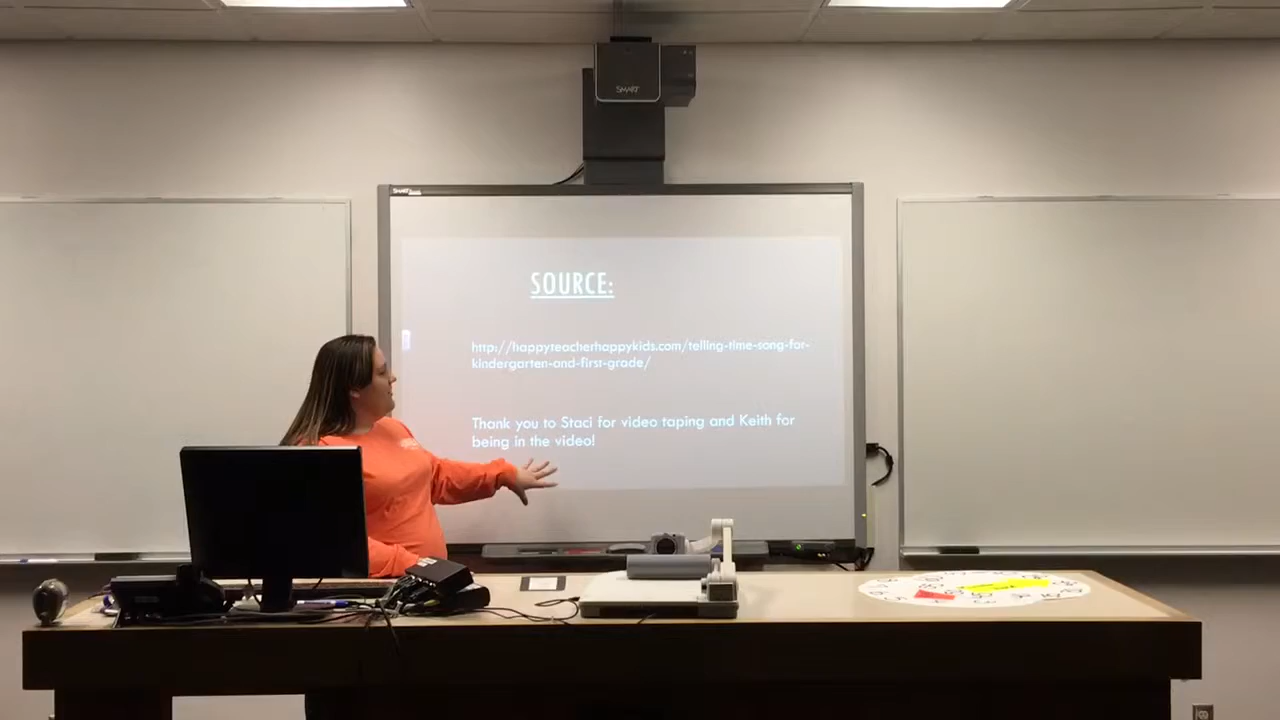 SMART
SMART
SOURCE:
http://happyteacherhappykids.com/telling-time-song-for-
kindergarten-and-first-grade/
Thank you to Staci for video taping and Keith for
being in the video!